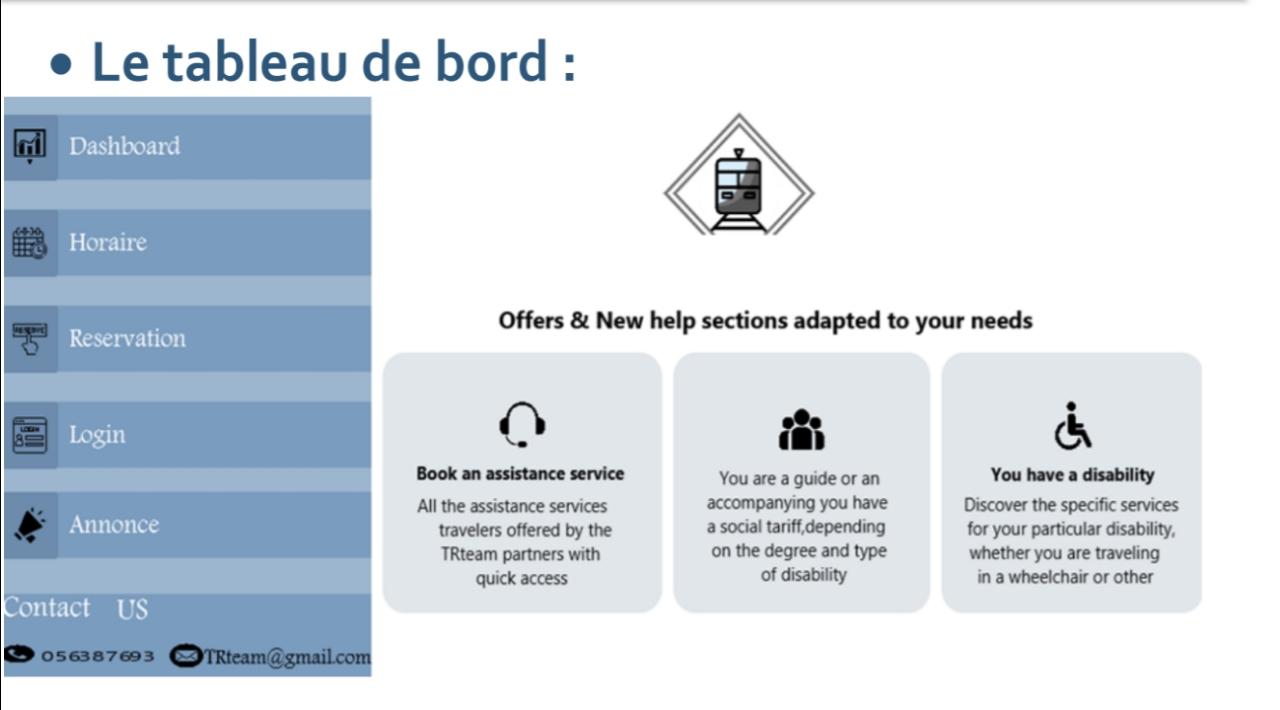 • Le tableau de bord :
Dashboard
Horaire
RESERVE
Reservation
LOGIN
Login
Annonce
Contact US
056387693 TRteam@gmail.com
Offers & New help sections adapted to your needs
Book an assistance service
All the assistance services
travelers offered by the
TRteam partners with
quick access
You are a guide or an
accompanying you have
a social tariff,depending
on the degree and type
of disability
You have a disability
Discover the specific services
for your particular disability,
whether you are traveling
in a wheelchair or other